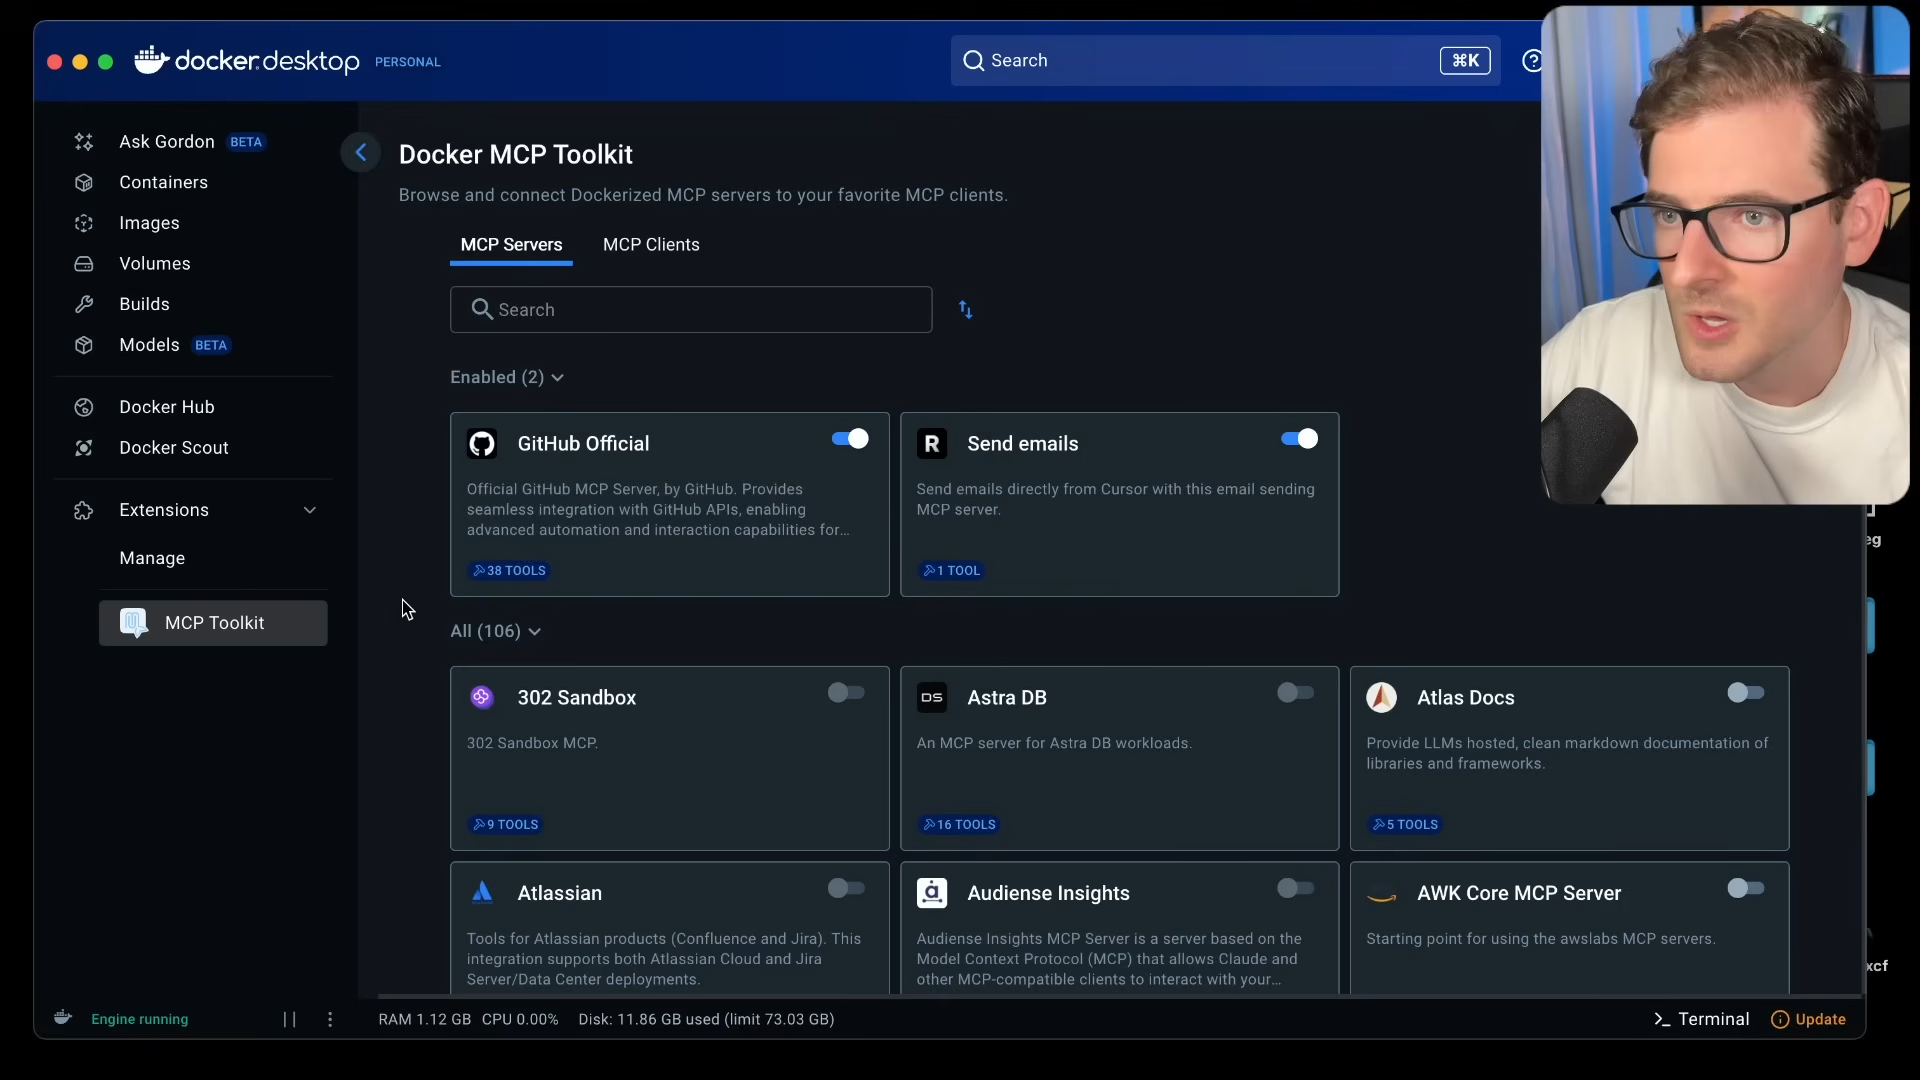 docker.desktop PERSONAL
Search
⌘K
Ask Gordon BETA
Containers
Images
Volumes
Builds
Models BETA
Docker Hub
Docker Scout
Extensions
Manage
MCP Toolkit
Docker MCP Toolkit
Browse and connect Dockerized MCP servers to your favorite MCP clients.
MCP Servers
MCP Clients
Search
Enabled (2)
GitHub Official
Official GitHub MCP Server, by GitHub. Provides
seamless integration with GitHub APIs, enabling
advanced automation and interaction capabilities for…
38 TOOLS
R
Send emails
Send emails directly from Cursor with this email sending
MCP server.
1 TOOL
All (106)
302 Sandbox
302 Sandbox MCP.
9 TOOLS
DS
Astra DB
An MCP server for Astra DB workloads.
16 TOOLS
Atlas Docs
Provide LLMs hosted, clean markdown documentation of
libraries and frameworks.
5 TOOLS
Atlassian
Tools for Atlassian products (Confluence and Jira). This
integration supports both Atlassian Cloud and Jira
Server/Data Center deployments.
Audiense Insights
Audiense Insights MCP Server is a server based on the
Model Context Protocol (MCP) that allows Claude and
other MCP-compatible clients to interact with your…
AWK Core MCP Server
Starting point for using the awslabs MCP servers.
Engine running
RAM 1.12 GB CPU 0.00% Disk: 11.86 GB used (limit 73.03 GB)
>_ Terminal
Update
eg
xcf